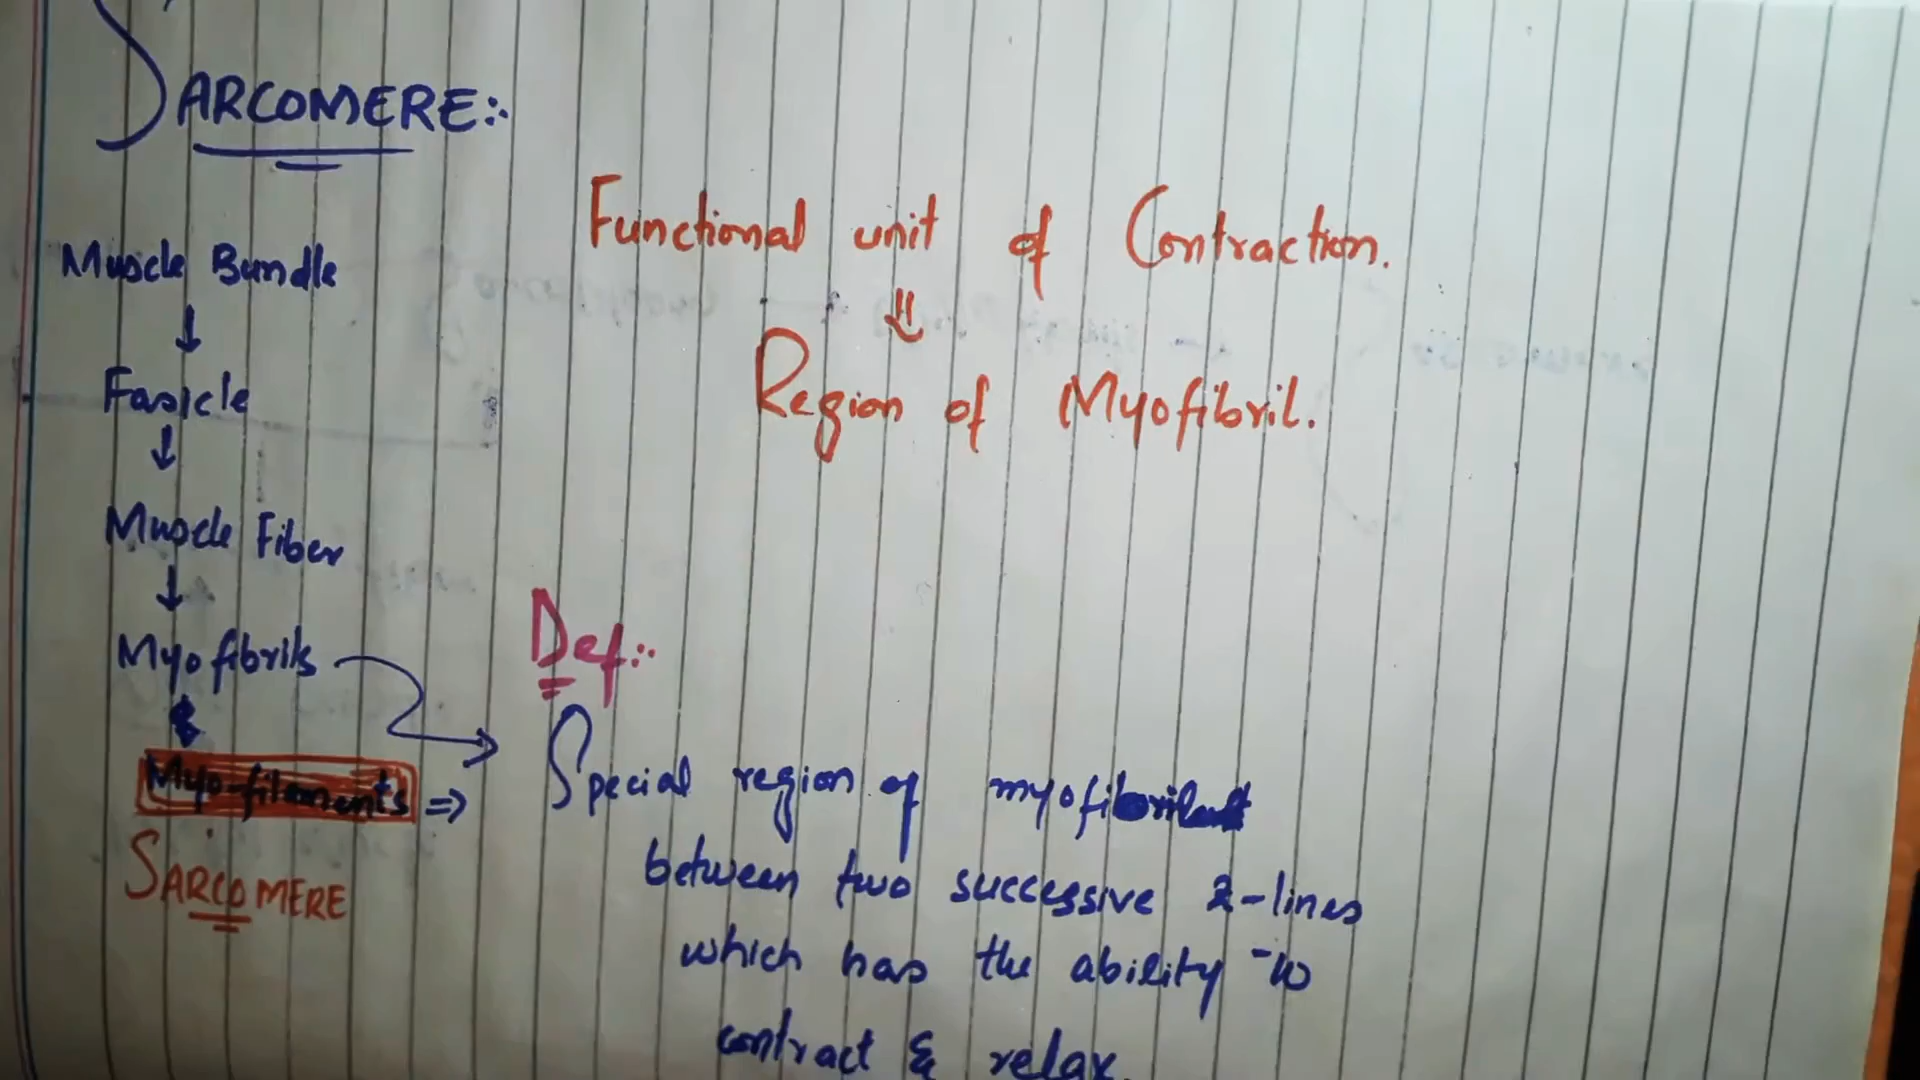 SARCOMERE:-
Functional unit of Contraction.
⇓
Region of Myofibril.
Muscle Bundle
↓
Fasicle
↓
Muscle Fiber
↓
Myofibrils
Myo-filaments ⇒
SARCOMERE
Def:-
Special region of myofibril
between two successive Z-lines
which has the ability to
contract & relax.